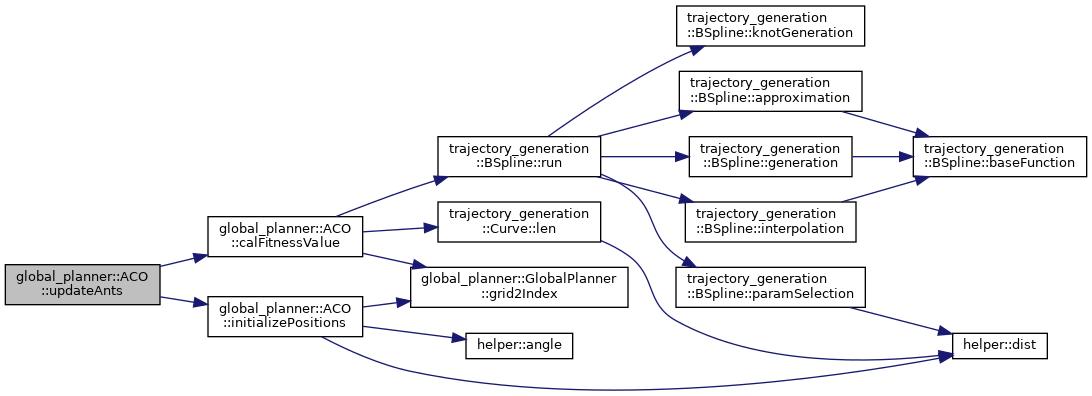 global_planner::ACO
::updateAnts
global_planner::ACO
::calFitnessValue
global_planner::ACO
::initializePositions
trajectory_generation
::BSpline::run
trajectory_generation
::Curve::len
global_planner::GlobalPlanner
::grid2Index
helper::angle
trajectory_generation
::BSpline::knotGeneration
trajectory_generation
::BSpline::approximation
trajectory_generation
::BSpline::generation
trajectory_generation
::BSpline::interpolation
trajectory_generation
::BSpline::paramSelection
trajectory_generation
::BSpline::baseFunction
helper::dist